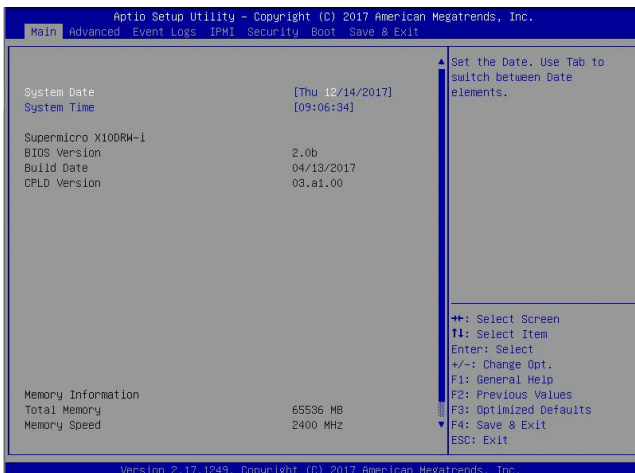 Aptio Setup Utility – Copyright (C) 2017 American Megatrends, Inc.
Main Advanced Event Logs IPMI Security Boot Save & Exit
System Date [Thu 12/14/2017]
System Time [09:06:34]
Supermicro X10DRW-i
BIOS Version 2.0b
Build Date 04/13/2017
CPLD Version 03.a1.00
Memory Information
Total Memory 65536 MB
Memory Speed 2400 MHz
Set the Date. Use Tab to
switch between Date
elements.
→←: Select Screen
↑↓: Select Item
Enter: Select
+/-: Change Opt.
F1: General Help
F2: Previous Values
F3: Optimized Defaults
F4: Save & Exit
ESC: Exit
Version 2.17.1249. Copyright (C) 2017 American Megatrends, Inc.